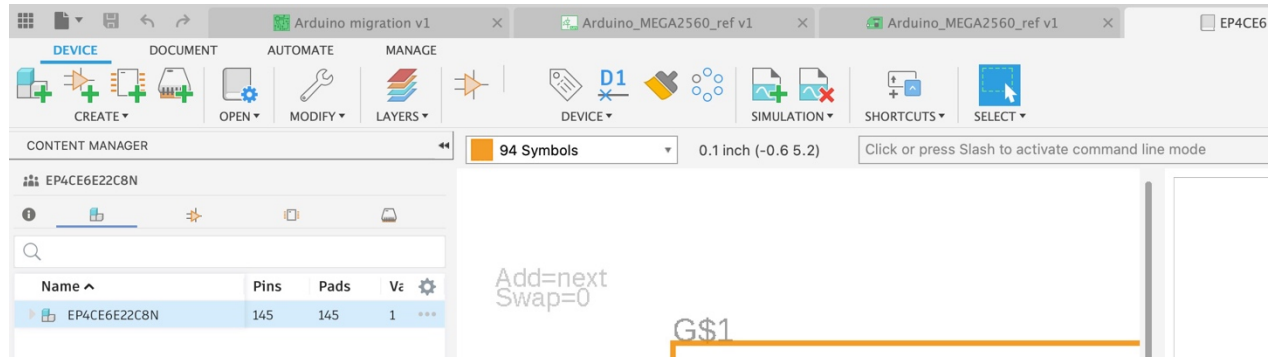 Arduino migration v1
Arduino_MEGA2560_ref v1
Arduino_MEGA2560_ref v1
EP4CE6
DEVICE
DOCUMENT
AUTOMATE
MANAGE
D1
CREATE
OPEN
MODIFY
LAYERS
DEVICE
SIMULATION
SHORTCUTS
SELECT
CONTENT MANAGER
94 Symbols
0.1 inch (-0.6 5.2)
Click or press Slash to activate command line mode
EP4CE6E22C8N
Name
Pins
Pads
Va
EP4CE6E22C8N
145
145
1
Add=next
Swap=0
G$1